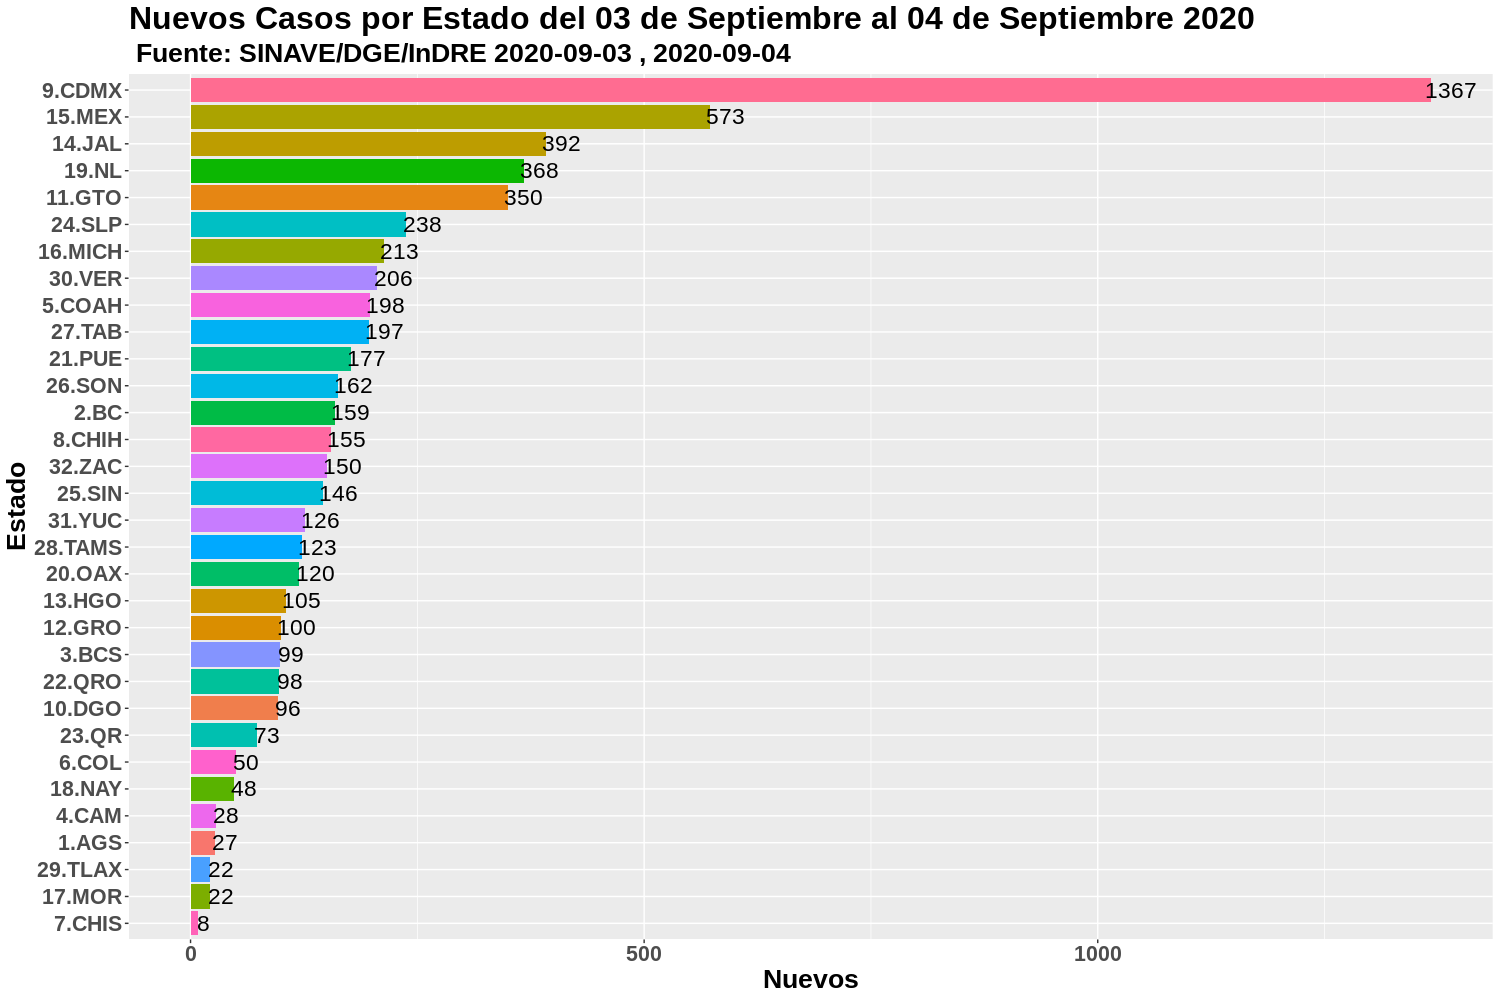 Nuevos Casos por Estado del 03 de Septiembre al 04 de Septiembre 2020
Fuente: SINAVE/DGE/InDRE 2020-09-03 , 2020-09-04
9.CDMX 1367
15.MEX 573
14.JAL 392
19.NL 368
11.GTO 350
24.SLP 238
16.MICH 213
30.VER 206
5.COAH 198
27.TAB 197
21.PUE 177
26.SON 162
2.BC 159
8.CHIH 155
32.ZAC 150
25.SIN 146
31.YUC 126
28.TAMS 123
20.OAX 120
13.HGO 105
12.GRO 100
3.BCS 99
22.QRO 98
10.DGO 96
23.QR 73
6.COL 50
18.NAY 48
4.CAM 28
1.AGS 27
29.TLAX 22
17.MOR 22
7.CHIS 8
Estado
0 500 1000
Nuevos